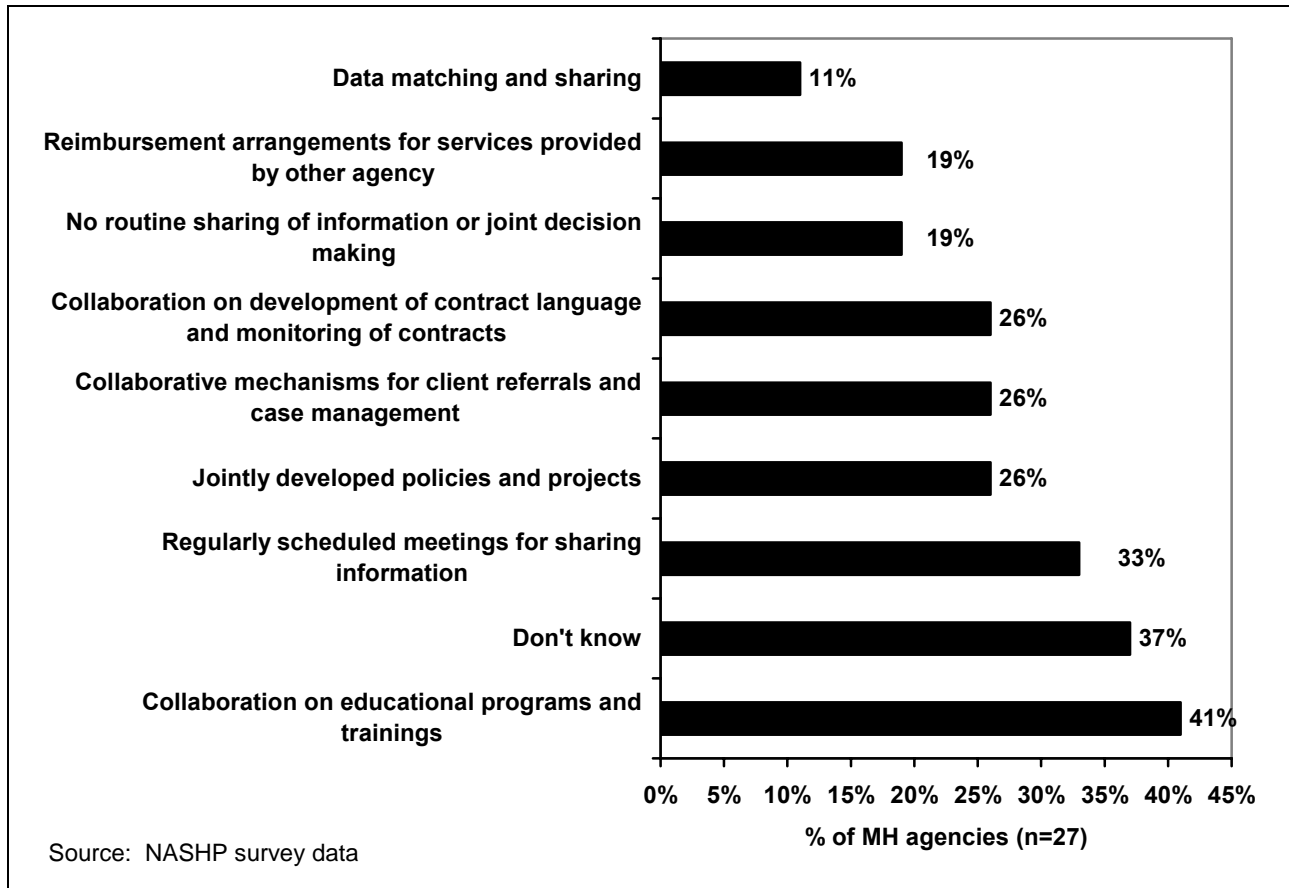 Data matching and sharing
11%
Reimbursement arrangements for services provided
by other agency
19%
No routine sharing of information or joint decision
making
19%
Collaboration on development of contract language
and monitoring of contracts
26%
Collaborative mechanisms for client referrals and
case management
26%
Jointly developed policies and projects
26%
Regularly scheduled meetings for sharing
information
33%
Don't know
37%
Collaboration on educational programs and
trainings
41%
0% 5% 10% 15% 20% 25% 30% 35% 40% 45%
% of MH agencies (n=27)
Source: NASHP survey data